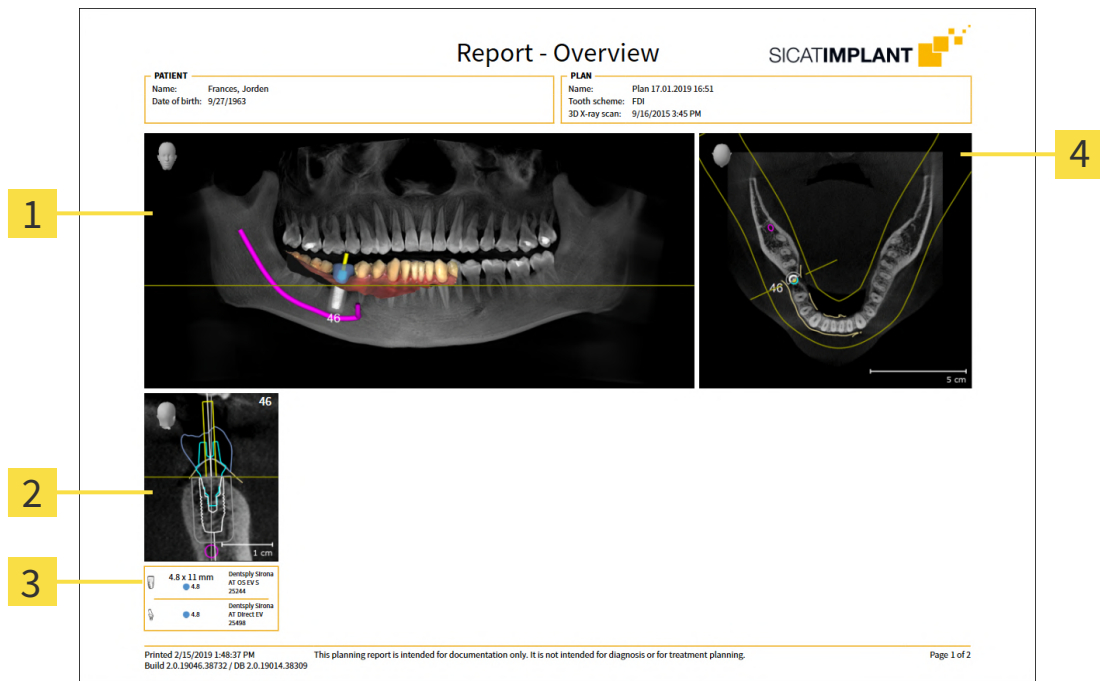 Report - Overview
SICATIMPLANT
PATIENT
Name: Frances, Jorden
Date of birth: 9/27/1963
PLAN
Name: Plan 17.01.2019 16:51
Tooth scheme: FDI
3D X-ray scan: 9/16/2015 3:45 PM
1
4
46
46
5 cm
46
2
1 cm
3
4.8 x 11 mm
4.8
Dentsply Sirona
AT OS EV S
25244
4.8
Dentsply Sirona
AT Direct EV
25498
Printed 2/15/2019 1:48:37 PM
This planning report is intended for documentation only. It is not intended for diagnosis or for treatment planning.
Page 1 of 2
Build 2.0.19046.38732 / DB 2.0.19014.38309